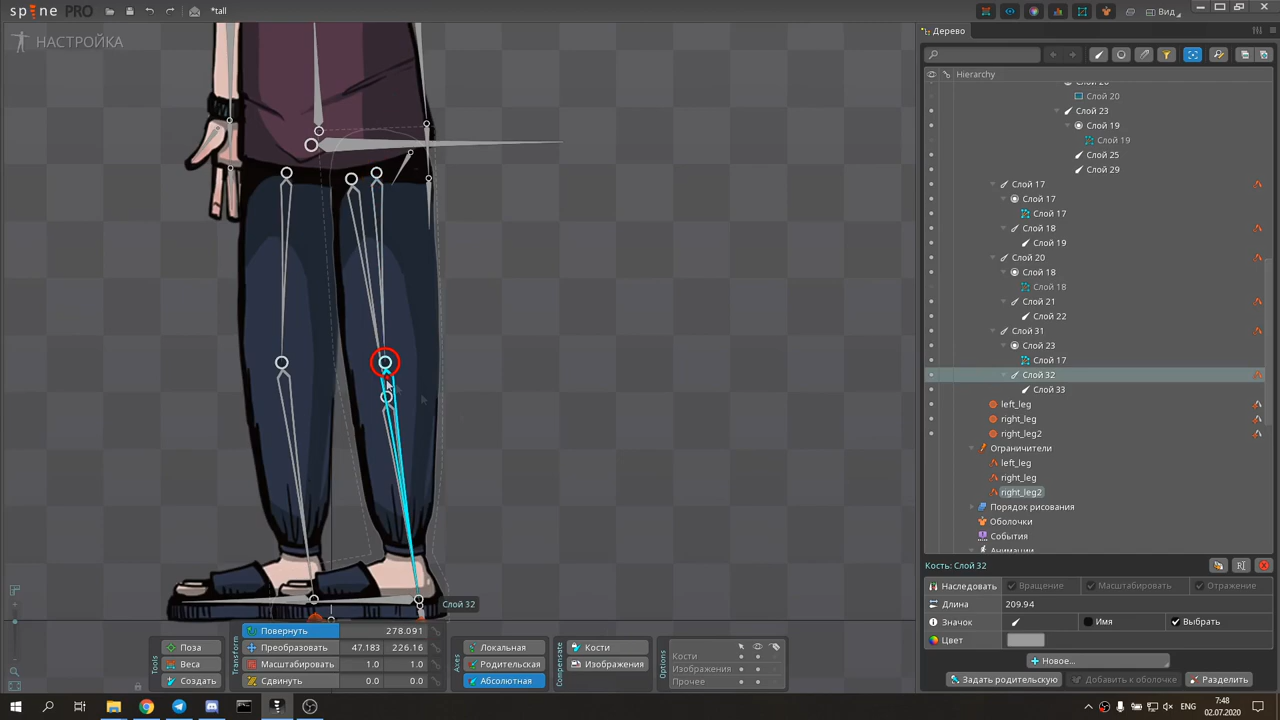 spine PRO *tall Вид
НАСТРОЙКА
Дерево
Hierarchy
Слой 20
Слой 23
Слой 19
Слой 19
Слой 25
Слой 29
Слой 17
Слой 17
Слой 17
Слой 18
Слой 19
Слой 20
Слой 18
Слой 18
Слой 21
Слой 22
Слой 31
Слой 23
Слой 17
Слой 32
Слой 33
left_leg
right_leg
right_leg2
Ограничители
left_leg
right_leg
right_leg2
Порядок рисования
Оболочки
События
Анимации
Кость: Слой 32
Наследовать Вращение Масштабировать Отражение
Длина 209.94
Значок Имя Выбрать
Цвет
Новое...
Задать родительскую Добавить к оболочке Разделить
Слой 32
Tools
Поза
Веса
Создать
Transform
Повернуть 278.091
Преобразовать 47.183 226.16
Масштабировать 1.0 1.0
Сдвинуть 0.0 0.0
Axes
Локальная
Родительская
Абсолютная
Compensate
Кости
Изображения
Options
Кости
Изображения
Прочее
ENG 7:48
02.07.2020